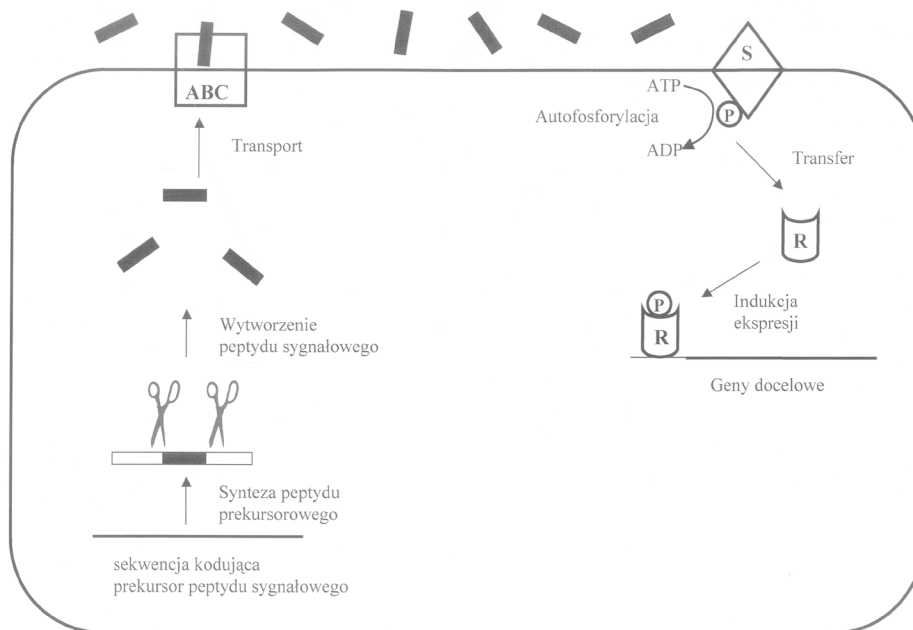 ABC
Transport
Wytworzenie
peptydu sygnałowego
Synteza peptydu
prekursorowego
sekwencja kodująca
prekursor peptydu sygnałowego
S
ATP
Autofosforylacja
P
ADP
Transfer
R
Indukcja
ekspresji
P
R
Geny docelowe